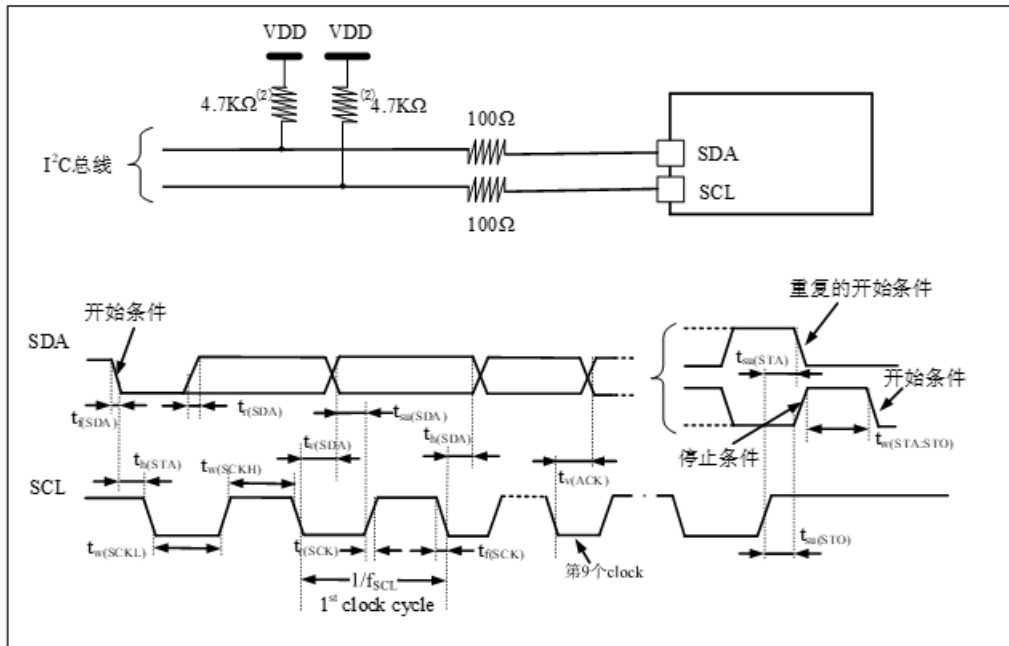 VDD VDD
4.7KΩ(2) (2)4.7KΩ
100Ω
I²C总线
SDA
SCL
100Ω
开始条件
重复的开始条件
SDA
tsu(STA)
开始条件
tf(SDA)
tr(SDA)
tsu(SDA)
tv(SDA)
th(SDA)
停止条件
tw(STA:STO)
th(STA)
tw(SCKH)
tv(ACK)
SCL
tw(SCKL)
tr(SCK)
tf(SCK)
tsu(STO)
第9个clock
1/fSCL
1st clock cycle